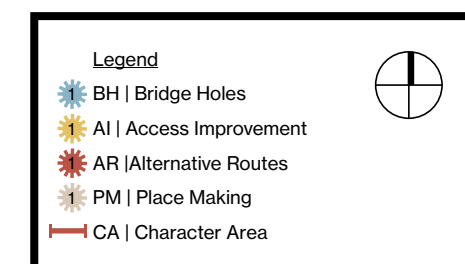 Legend
1 BH | Bridge Holes
1 AI | Access Improvement
1 AR |Alternative Routes
1 PM | Place Making
CA | Character Area